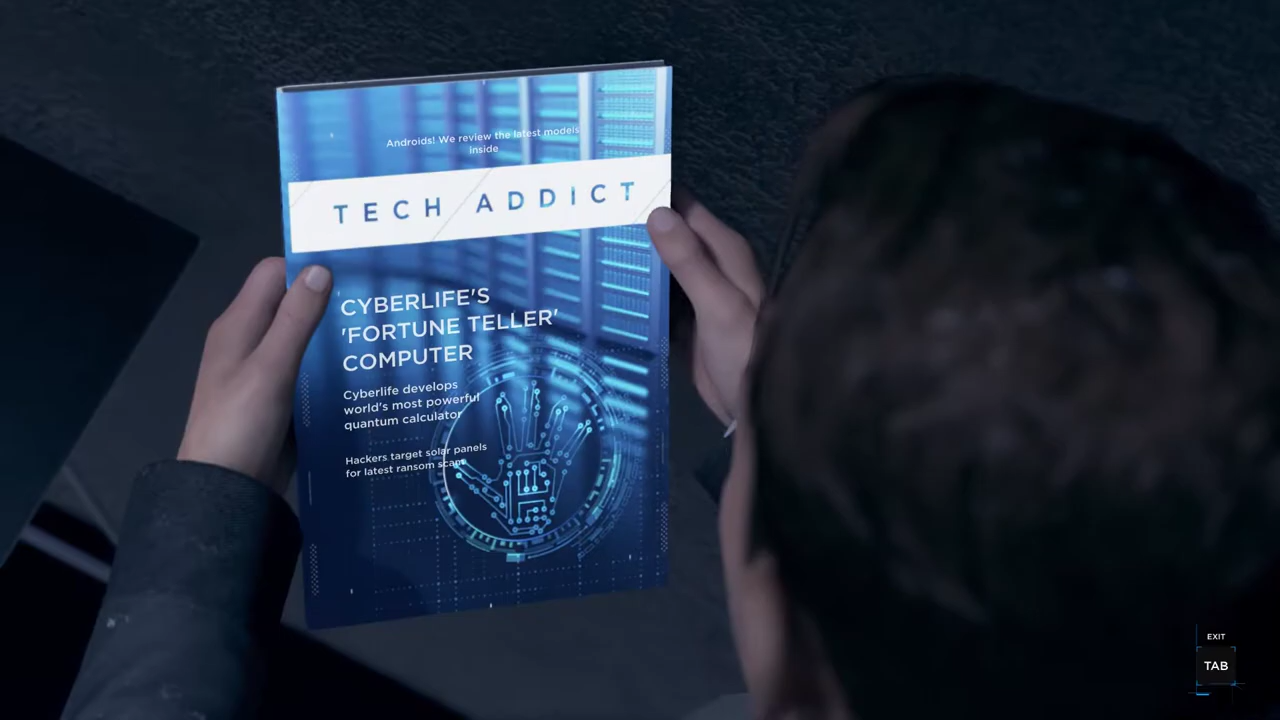 Androids! We review the latest models
inside
TECH ADDICT
CYBERLIFE'S
'FORTUNE TELLER'
COMPUTER
Cyberlife develops
world's most powerful
quantum calculator
Hackers target solar panels
for latest ransom scam
EXIT
TAB